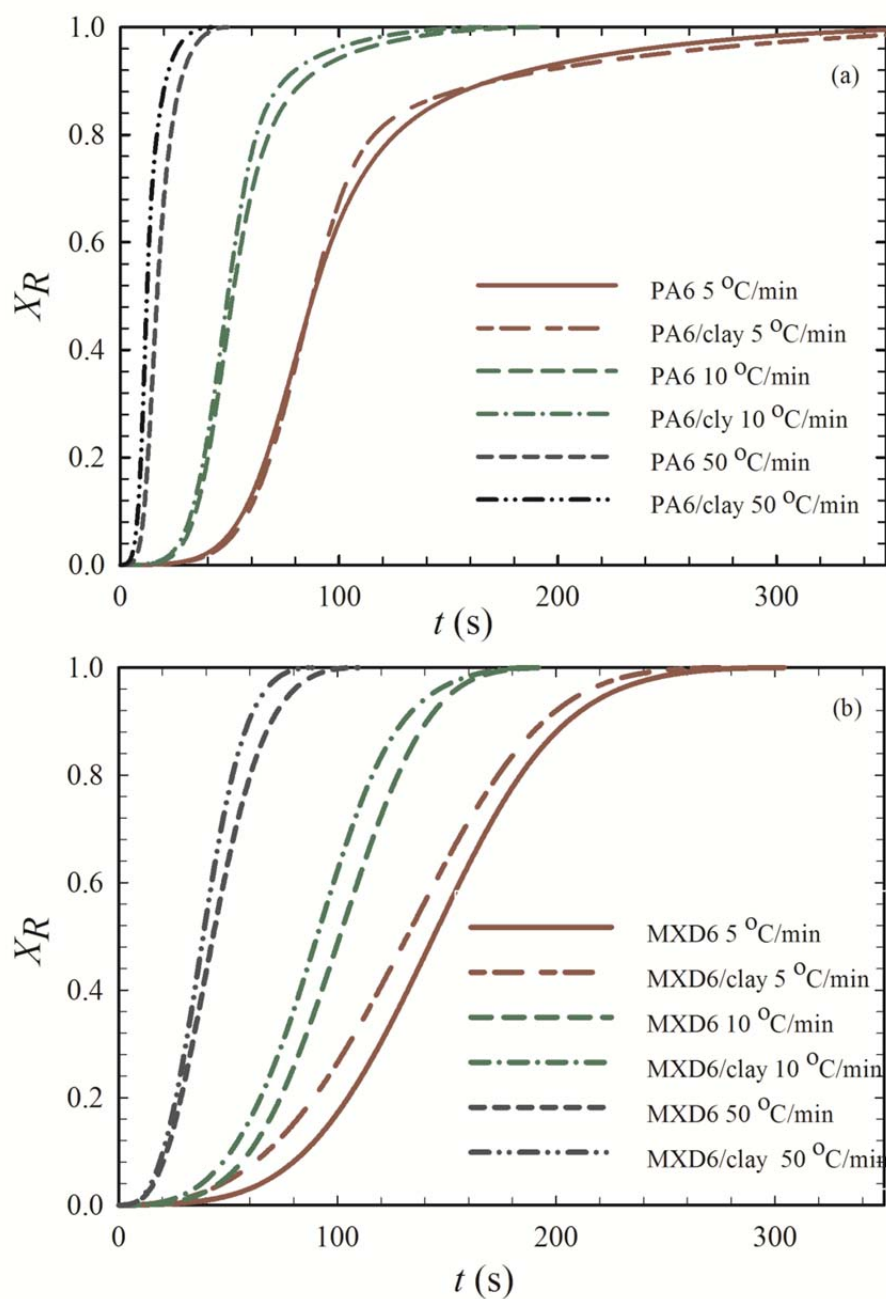 1.0
(a)
0.8
0.6
X_R
PA6 5 °C/min
PA6/clay 5 °C/min
0.4
PA6 10 °C/min
PA6/cly 10 °C/min
0.2
PA6 50 °C/min
PA6/clay 50 °C/min
0.0
0 100 200 300
t (s)
1.0
(b)
0.8
0.6
X_R
MXD6 5 °C/min
MXD6/clay 5 °C/min
0.4
MXD6 10 °C/min
MXD6/clay 10 °C/min
0.2
MXD6 50 °C/min
MXD6/clay 50 °C/min
0.0
0 100 200 300
t (s)